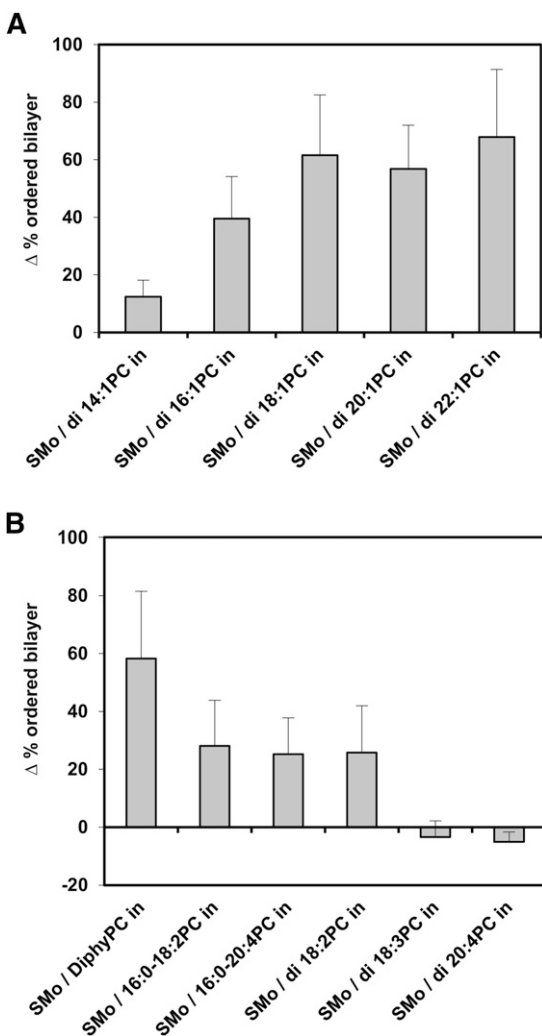 A
100
80
60
40
20
0
Δ % ordered bilayer
SMo / di 14:1PC in
SMo / di 16:1PC in
SMo / di 18:1PC in
SMo / di 20:1PC in
SMo / di 22:1PC in
B
100
80
60
40
20
0
-20
Δ % ordered bilayer
SMo / DiphyPC in
SMo / 16:0-18:2PC in
SMo / 16:0-20:4PC in
SMo / di 18:2PC in
SMo / di 18:3PC in
SMo / di 20:4PC in